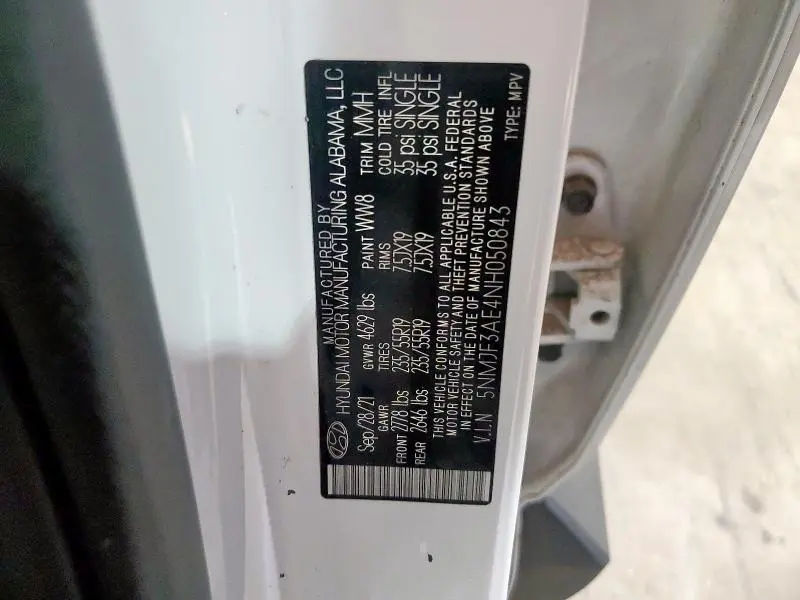 MANUFACTURED BY
HYUNDAI MOTOR MANUFACTURING ALABAMA, LLC
Sep/28/21 GVWR 4629 lbs PAINT WW8 TRIM MMH
GAWR TIRES RIMS COLD TIRE INFL
FRONT 2778 lbs 235/55R19 7.5JX19 35 psi SINGLE
REAR 2646 lbs 235/55R19 7.5JX19 35 psi SINGLE
THIS VEHICLE CONFORMS TO ALL APPLICABLE U.S.A. FEDERAL
MOTOR VEHICLE SAFETY AND THEFT PREVENTION STANDARDS
IN EFFECT ON THE DATE OF MANUFACTURE SHOWN ABOVE
V.I.N 5NMJF3AE4NH050843 TYPE: MPV